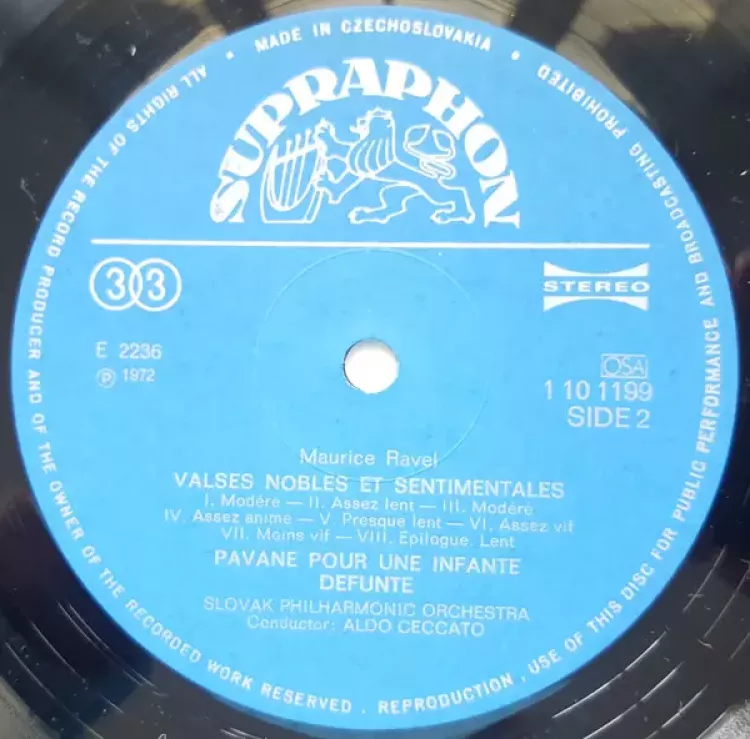 MADE IN CZECHOSLOVAKIA
ALL RIGHTS OF THE RECORD PRODUCER AND OF THE OWNER OF THE RECORDED WORK RESERVED . REPRODUCTION , USE OF THIS DISC FOR PUBLIC PERFORMANCE AND BROADCASTING PROHIBITED
SUPRAPHON
33
STEREO
E 2236
℗ 1972
OSA
1 10 1199
SIDE 2
Maurice Ravel
VALSES NOBLES ET SENTIMENTALES
I. Modéré — II. Assez lent — III. Modéré
IV. Assez anime — V. Presque lent — VI. Assez vif
VII. Moins vif — VIII. Epilogue. Lent
PAVANE POUR UNE INFANTE
DEFUNTE
SLOVAK PHILHARMONIC ORCHESTRA
Conductor: ALDO CECCATO